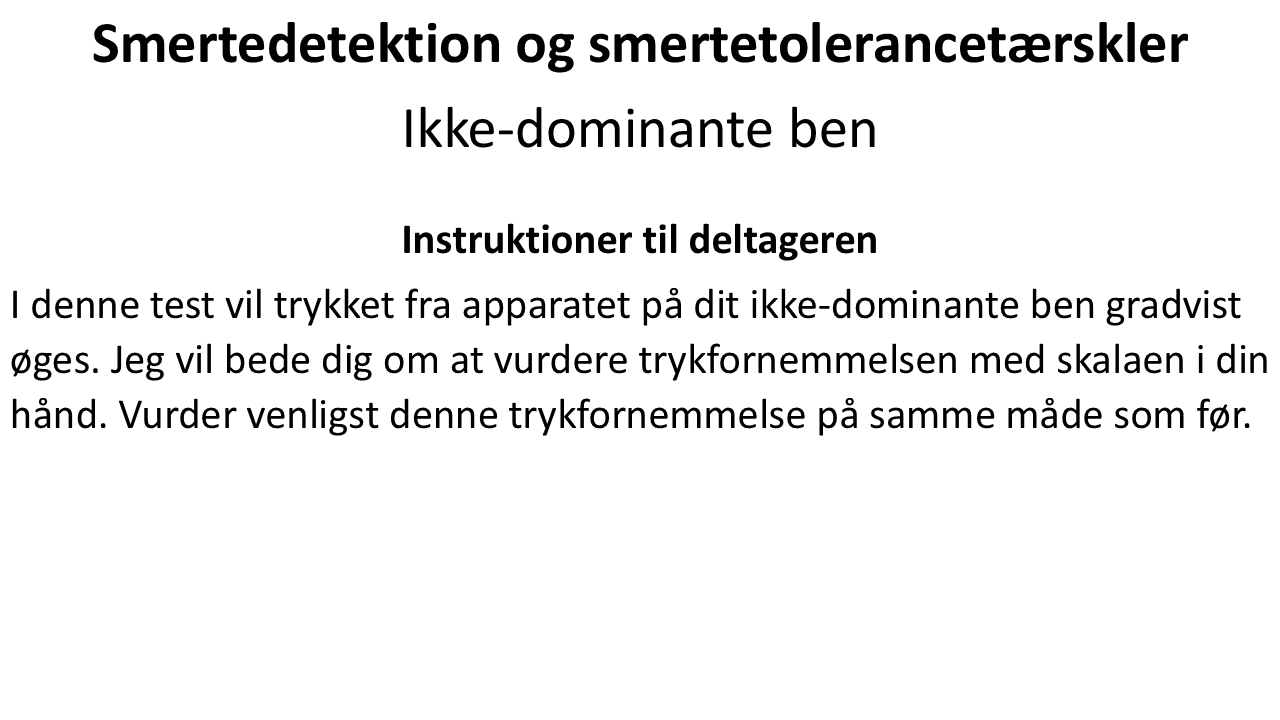 Smertedetektion og smertetolerancetærskler
Ikke-dominante ben
Instruktioner til deltageren
I denne test vil trykket fra apparatet på dit ikke-dominante ben gradvist
øges. Jeg vil bede dig om at vurdere trykfornemmelsen med skalaen i din
hånd. Vurder venligst denne trykfornemmelse på samme måde som før.